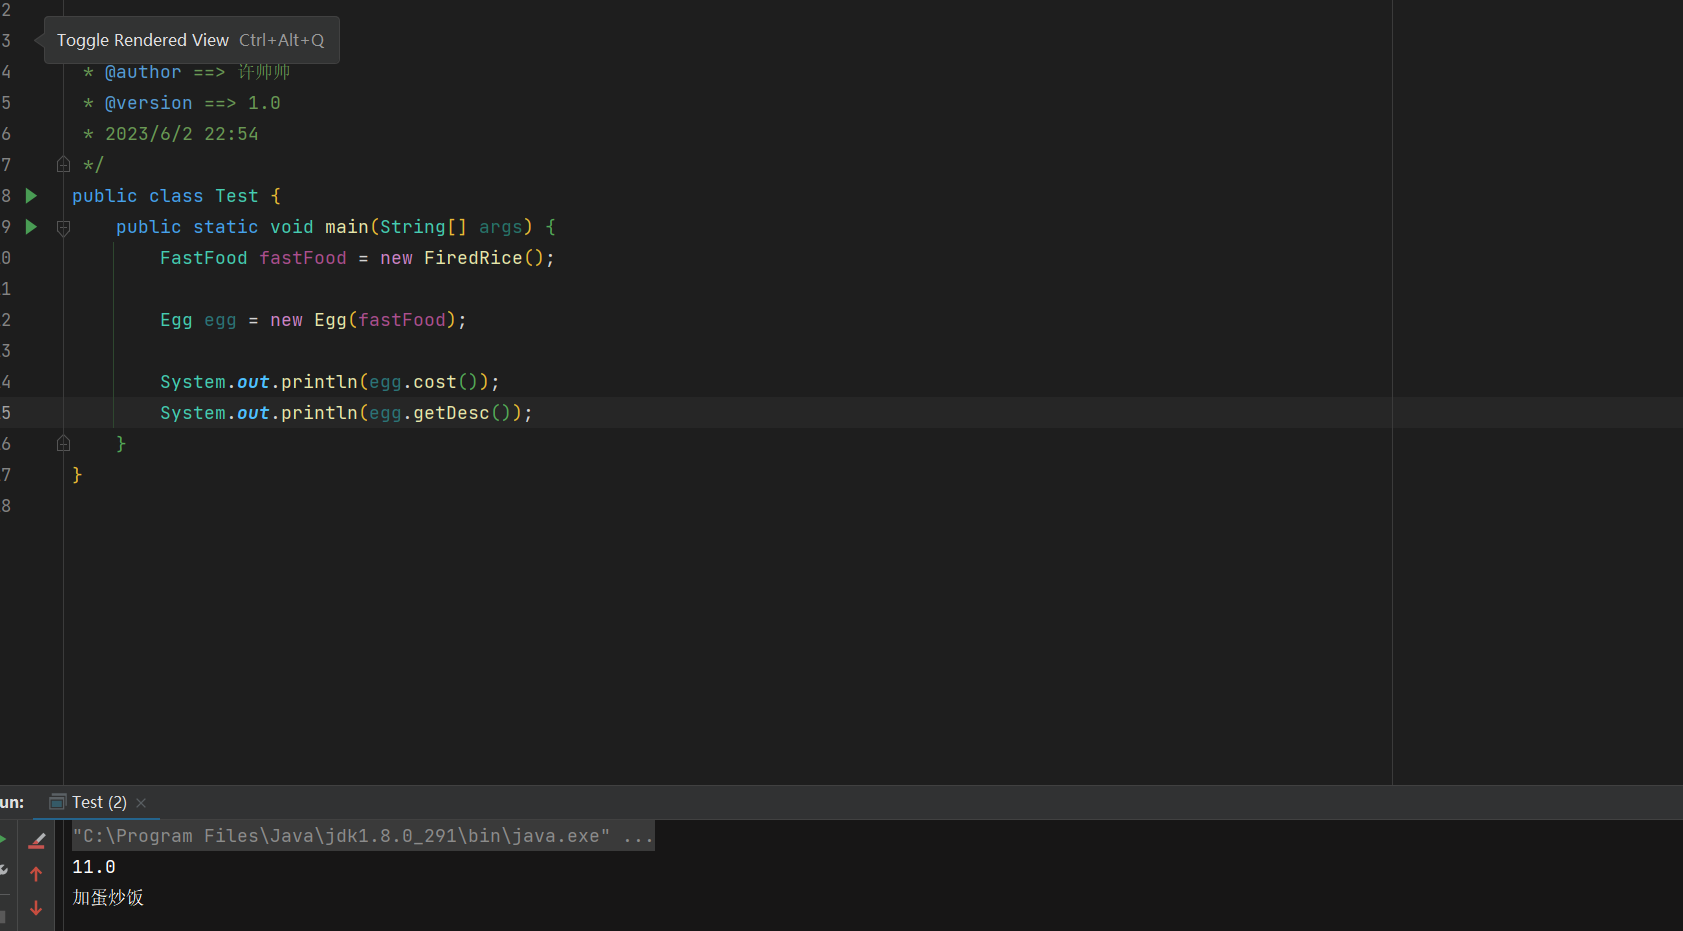 2
3
Toggle Rendered View Ctrl+Alt+Q
4 * @author ==> 许帅帅
5 * @version ==> 1.0
6 * 2023/6/2 22:54
7 */
8 public class Test {
9 public static void main(String[] args) {
0 FastFood fastFood = new FiredRice();
1
2 Egg egg = new Egg(fastFood);
3
4 System.out.println(egg.cost());
5 System.out.println(egg.getDesc());
6 }
7 }
8
un: Test (2)
"C:\Program Files\Java\jdk1.8.0_291\bin\java.exe" ...
11.0
加蛋炒饭